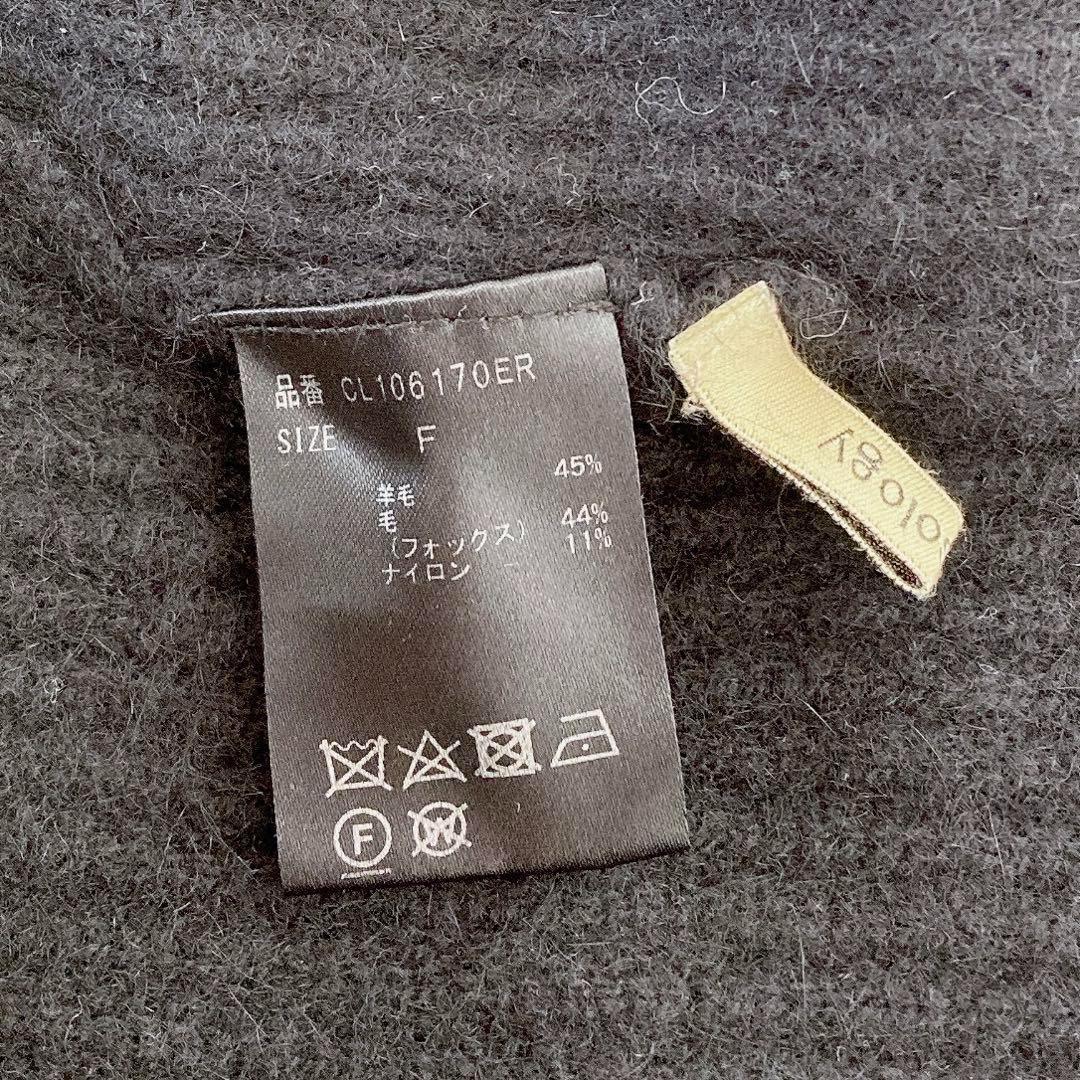 品番 CL106170ER
SIZE F
羊毛 45%
毛
(フォックス) 44%
ナイロン 11%
F
W
ology